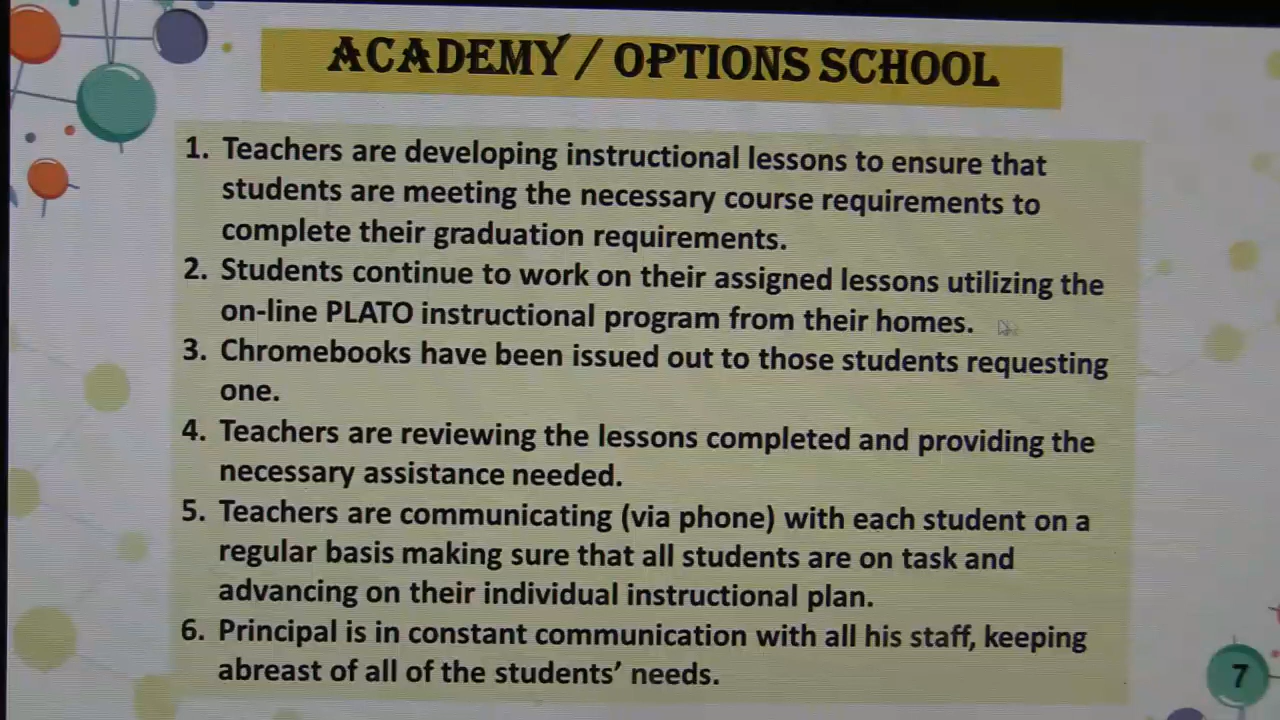 ACADEMY / OPTIONS SCHOOL
1. Teachers are developing instructional lessons to ensure that
students are meeting the necessary course requirements to
complete their graduation requirements.
2. Students continue to work on their assigned lessons utilizing the
on-line PLATO instructional program from their homes.
3. Chromebooks have been issued out to those students requesting
one.
4. Teachers are reviewing the lessons completed and providing the
necessary assistance needed.
5. Teachers are communicating (via phone) with each student on a
regular basis making sure that all students are on task and
advancing on their individual instructional plan.
6. Principal is in constant communication with all his staff, keeping
abreast of all of the students’ needs.
7